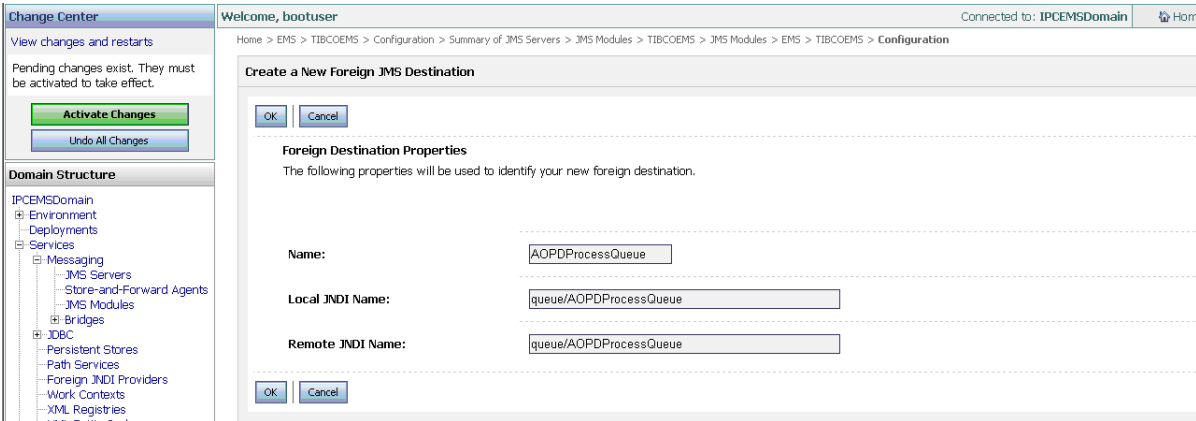 Change Center
View changes and restarts
Pending changes exist. They must
be activated to take effect.
Activate Changes
Undo All Changes
Domain Structure
IPCEMSDomain
Environment
Deployments
Services
Messaging
JMS Servers
Store-and-Forward Agents
JMS Modules
Bridges
JDBC
Persistent Stores
Path Services
Foreign JNDI Providers
Work Contexts
XML Registries
Welcome, bootuser
Connected to: IPCEMSDomain
Hom
Home > EMS > TIBCOEMS > Configuration > Summary of JMS Servers > JMS Modules > TIBCOEMS > JMS Modules > EMS > TIBCOEMS > Configuration
Create a New Foreign JMS Destination
OK
Cancel
Foreign Destination Properties
The following properties will be used to identify your new foreign destination.
Name:
AOPDProcessQueue
Local JNDI Name:
queue/AOPDProcessQueue
Remote JNDI Name:
queue/AOPDProcessQueue
OK
Cancel